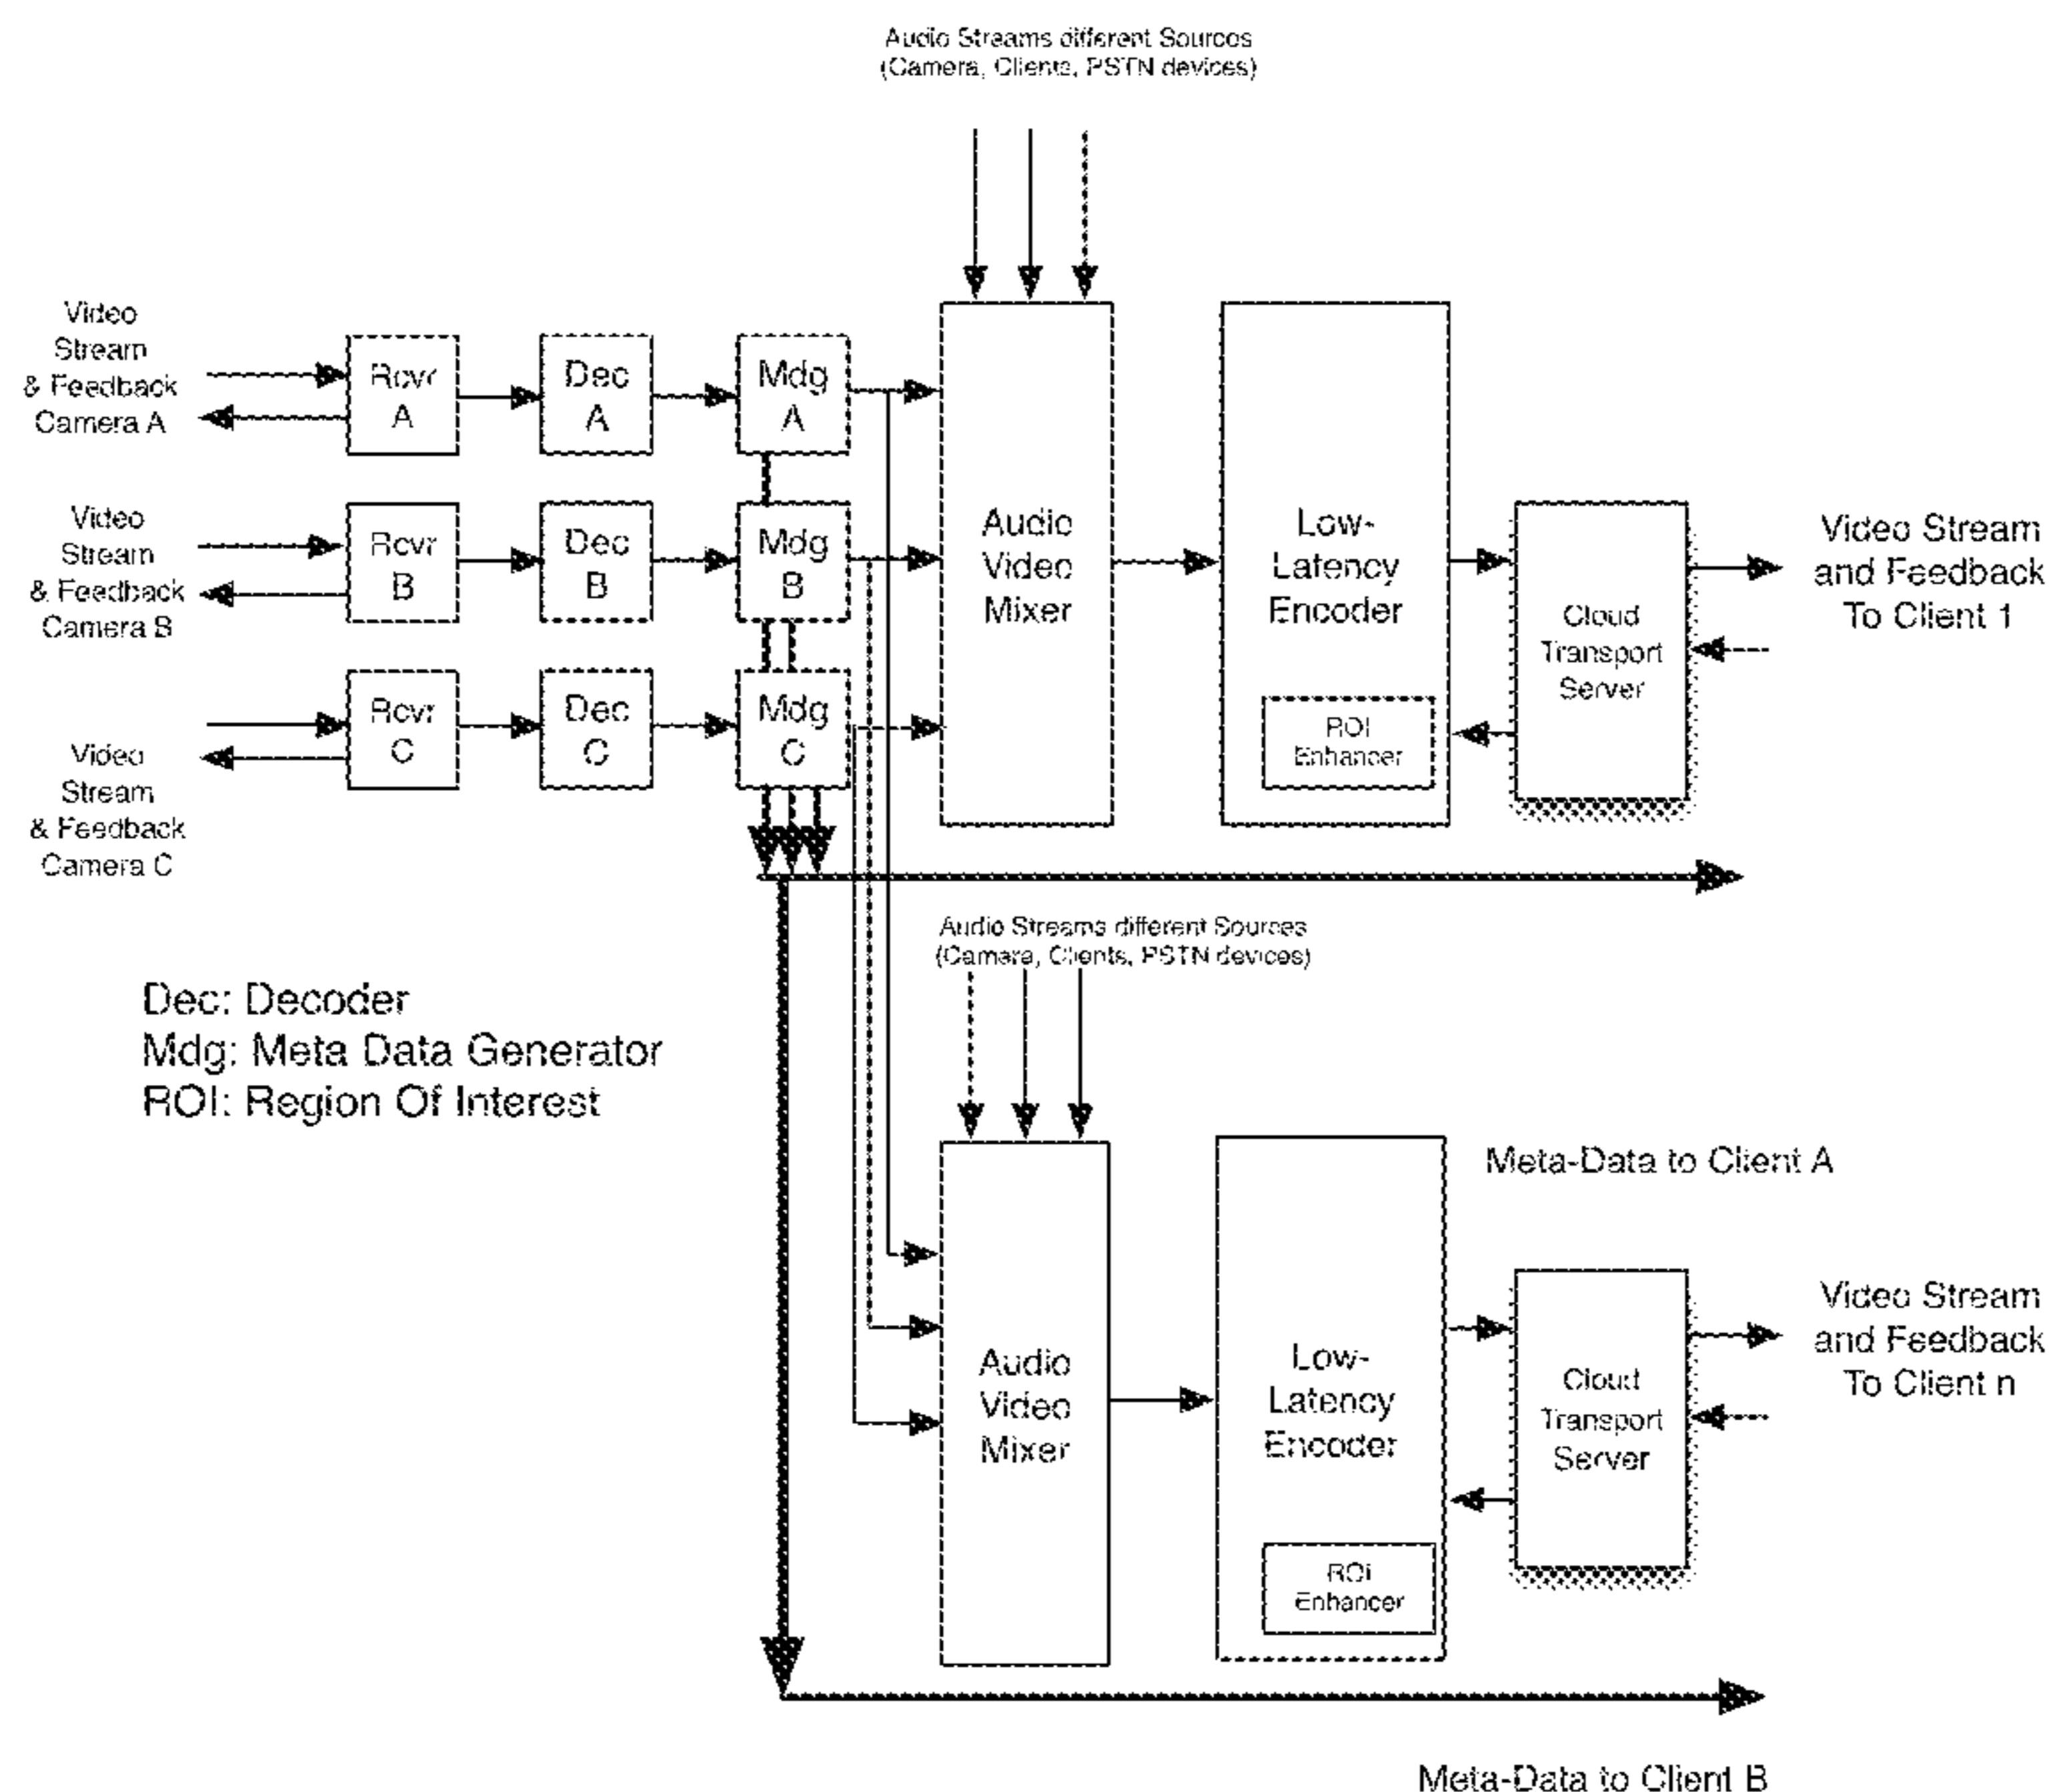 Audio Streams different Sources
(Camera, Clients, PSTN devices)
Video
Stream
& Feedback
Camera A
Rcvr
A
Dec
A
Mdg
A
Video
Stream
& Feedback
Camera B
Rcvr
B
Dec
B
Mdg
B
Video
Stream
& Feedback
Camera C
Rcvr
C
Dec
C
Mdg
C
Audio
Video
Mixer
Low-
Latency
Encoder
ROI
Enhancer
Cloud
Transport
Server
Video Stream
and Feedback
To Client 1
Audio Streams different Sources
(Camara, Clients, PSTN devices)
Dec: Decoder
Mdg: Meta Data Generator
ROI: Region Of Interest
Meta-Data to Client A
Audio
Video
Mixer
Low-
Latency
Encoder
ROI
Enhancer
Cloud
Transport
Server
Video Stream
and Feedback
To Client n
Meta-Data to Client B